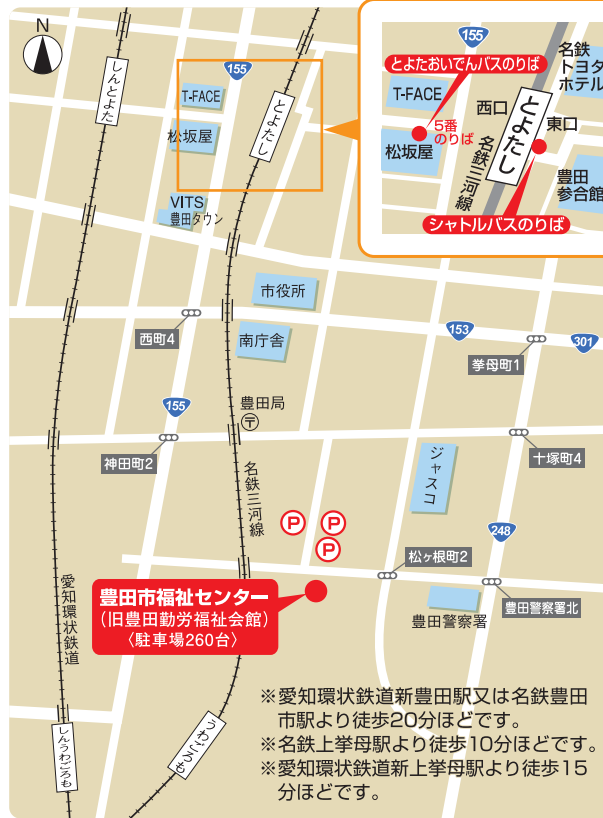 N
しんとよた
155
T-FACE
松坂屋
とよたし
VITS
豊田タウン
155
とよたおいでんバスのりば
T-FACE
松坂屋
5番
のりば
西口
とよたし
東口
名鉄三河線
名鉄
トヨタ
ホテル
豊田
参合館
シャトルバスのりば
市役所
南庁舎
西町4
153
301
挙母町1
155
豊田局
〒
神田町2
名鉄三河線
ジャスコ
十塚町4
P
P
P
248
松ヶ根町2
豊田警察署
豊田警察署北
愛知環状鉄道
豊田市福祉センター
(旧豊田勤労福祉会館)
〈駐車場260台〉
しんうわごろも
うわごろも
※愛知環状鉄道新豊田駅又は名鉄豊田
市駅より徒歩20分ほどです。
※名鉄上挙母駅より徒歩10分ほどです。
※愛知環状鉄道新上挙母駅より徒歩15
分ほどです。